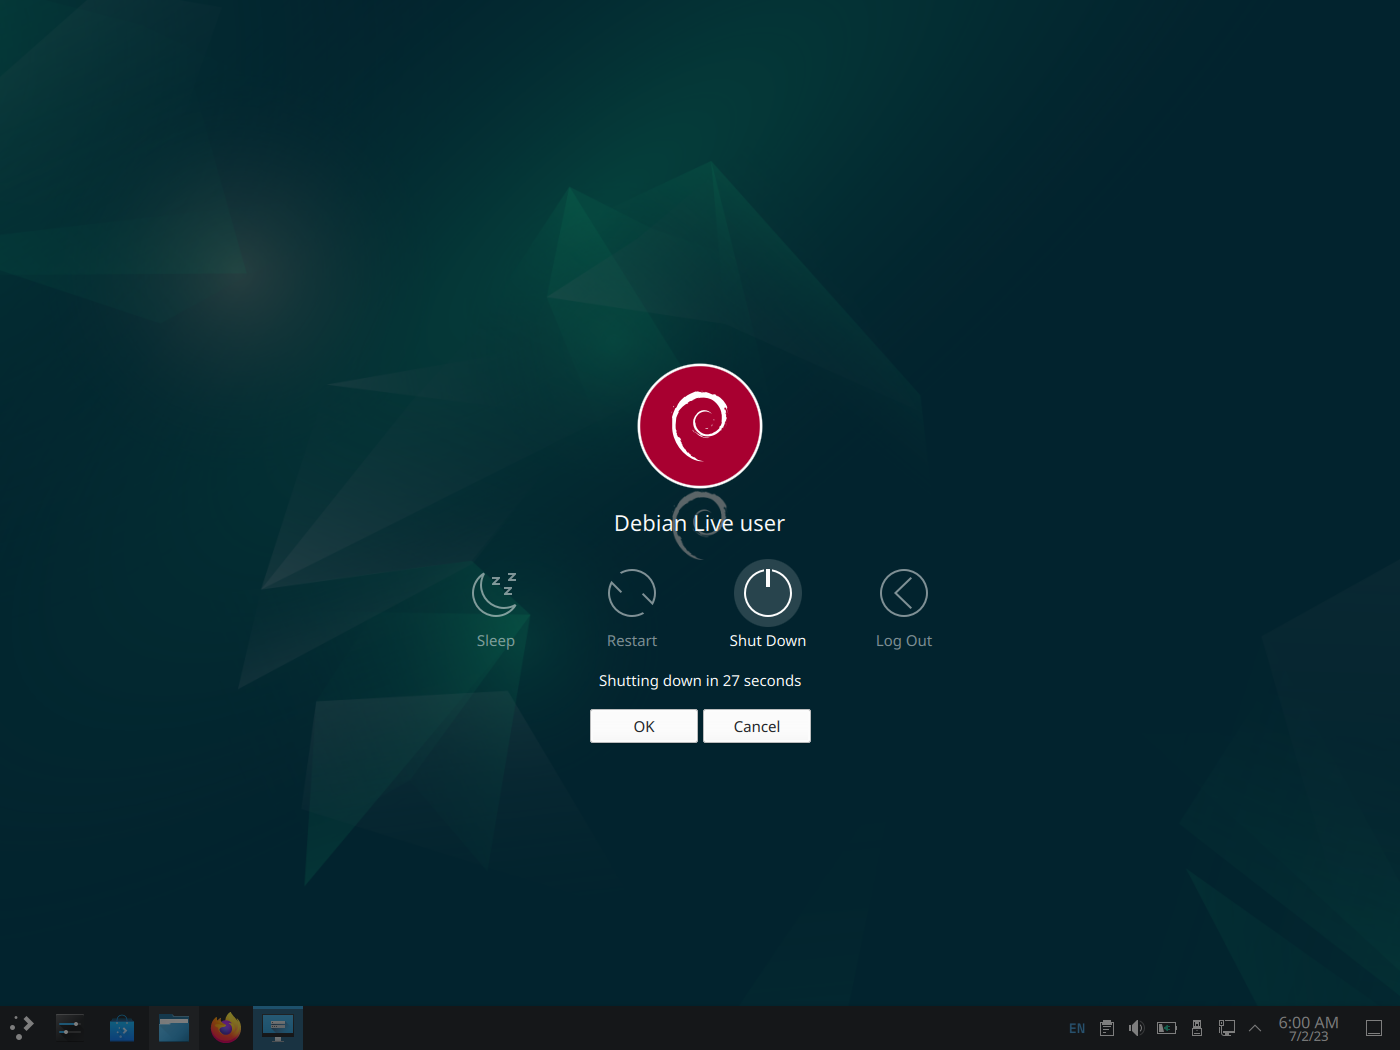 Debian Live user
Sleep
Restart
Shut Down
Log Out
Shutting down in 27 seconds
OK
Cancel
EN
6:00 AM
7/2/23